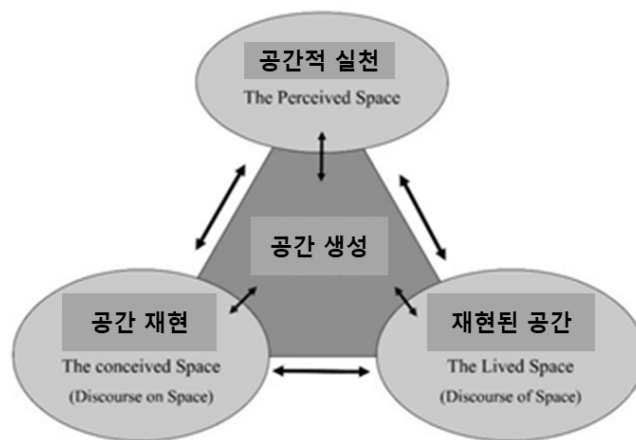 공간적 실천
The Perceived Space
공간 생성
공간 재현
The conceived Space
(Discourse on Space)
재현된 공간
The Lived Space
(Discourse of Space)